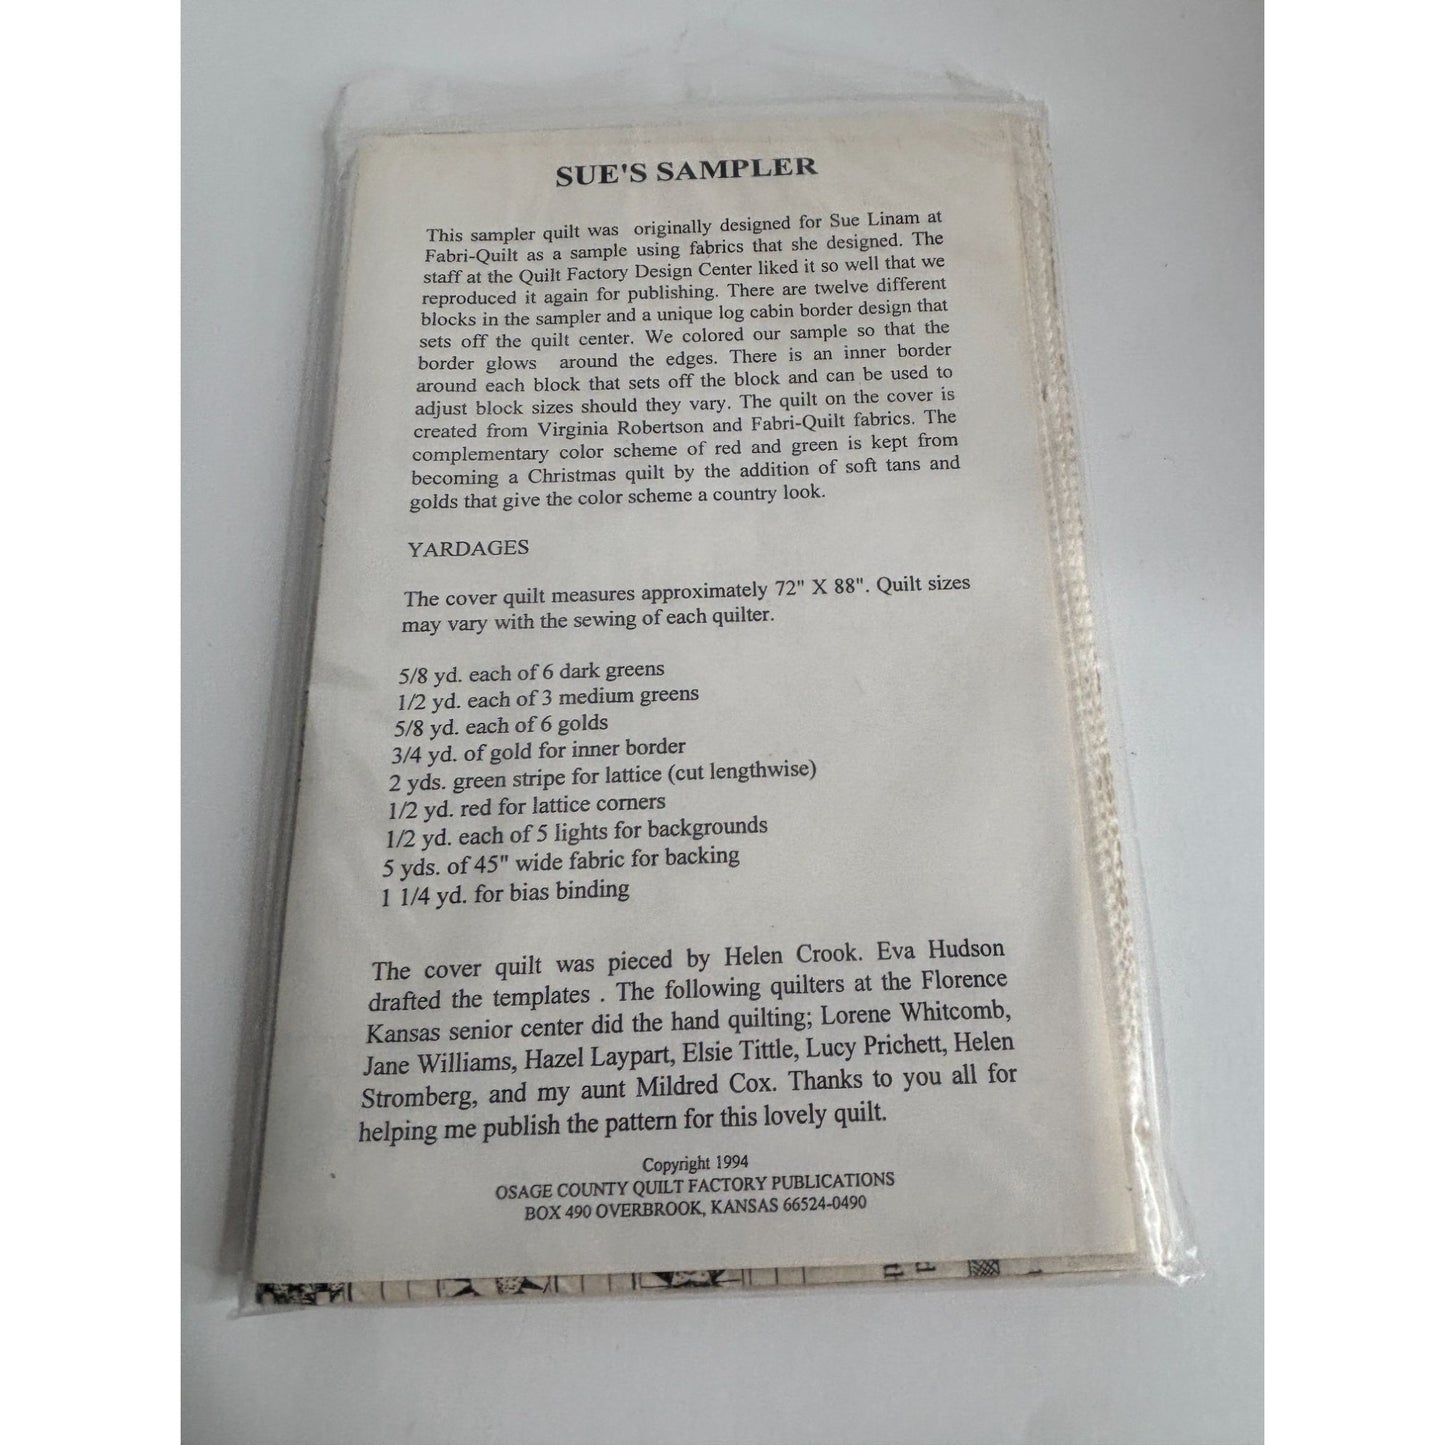 SUE'S SAMPLER
This sampler quilt was originally designed for Sue Linam at
Fabri-Quilt as a sample using fabrics that she designed. The
staff at the Quilt Factory Design Center liked it so well that we
reproduced it again for publishing. There are twelve different
blocks in the sampler and a unique log cabin border design that
sets off the quilt center. We colored our sample so that the
border glows around the edges. There is an inner border
around each block that sets off the block and can be used to
adjust block sizes should they vary. The quilt on the cover is
created from Virginia Robertson and Fabri-Quilt fabrics. The
complementary color scheme of red and green is kept from
becoming a Christmas quilt by the addition of soft tans and
golds that give the color scheme a country look.
YARDAGES
The cover quilt measures approximately 72" X 88". Quilt sizes
may vary with the sewing of each quilter.
5/8 yd. each of 6 dark greens
1/2 yd. each of 3 medium greens
5/8 yd. each of 6 golds
3/4 yd. of gold for inner border
2 yds. green stripe for lattice (cut lengthwise)
1/2 yd. red for lattice corners
1/2 yd. each of 5 lights for backgrounds
5 yds. of 45" wide fabric for backing
1 1/4 yd. for bias binding
The cover quilt was pieced by Helen Crook. Eva Hudson
drafted the templates . The following quilters at the Florence
Kansas senior center did the hand quilting; Lorene Whitcomb,
Jane Williams, Hazel Laypart, Elsie Tittle, Lucy Prichett, Helen
Stromberg, and my aunt Mildred Cox. Thanks to you all for
helping me publish the pattern for this lovely quilt.
Copyright 1994
OSAGE COUNTY QUILT FACTORY PUBLICATIONS
BOX 490 OVERBROOK, KANSAS 66524-0490